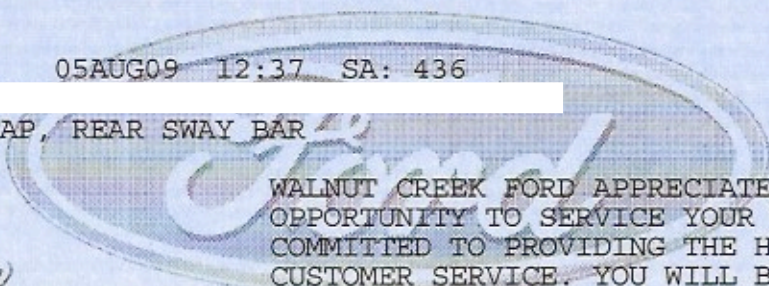 05AUG09 12:37 SA: 436
AP, REAR SWAY BAR
Ford
WALNUT CREEK FORD APPRECIATE
OPPORTUNITY TO SERVICE YOUR
COMMITTED TO PROVIDING THE H
CUSTOMER SERVICE. YOU WILL B